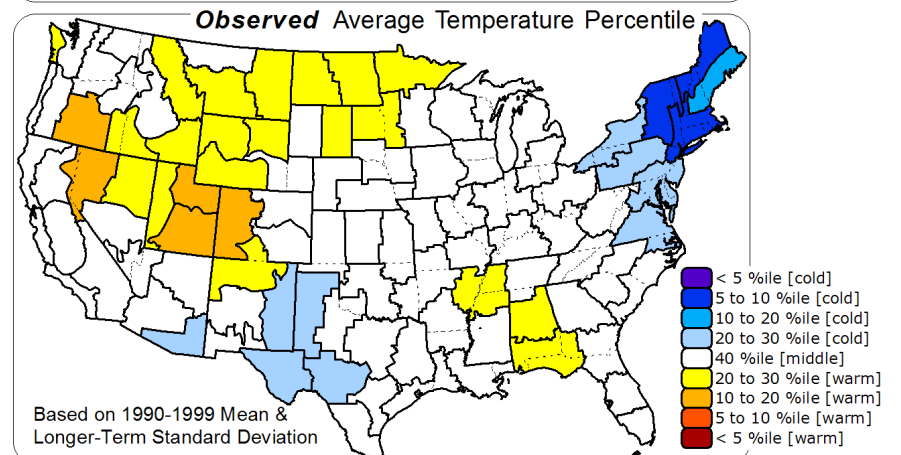 Observed Average Temperature Percentile
< 5 %ile [cold]
5 to 10 %ile [cold]
10 to 20 %ile [cold]
20 to 30 %ile [cold]
40 %ile [middle]
20 to 30 %ile [warm]
10 to 20 %ile [warm]
5 to 10 %ile [warm]
< 5 %ile [warm]
Based on 1990-1999 Mean &
Longer-Term Standard Deviation